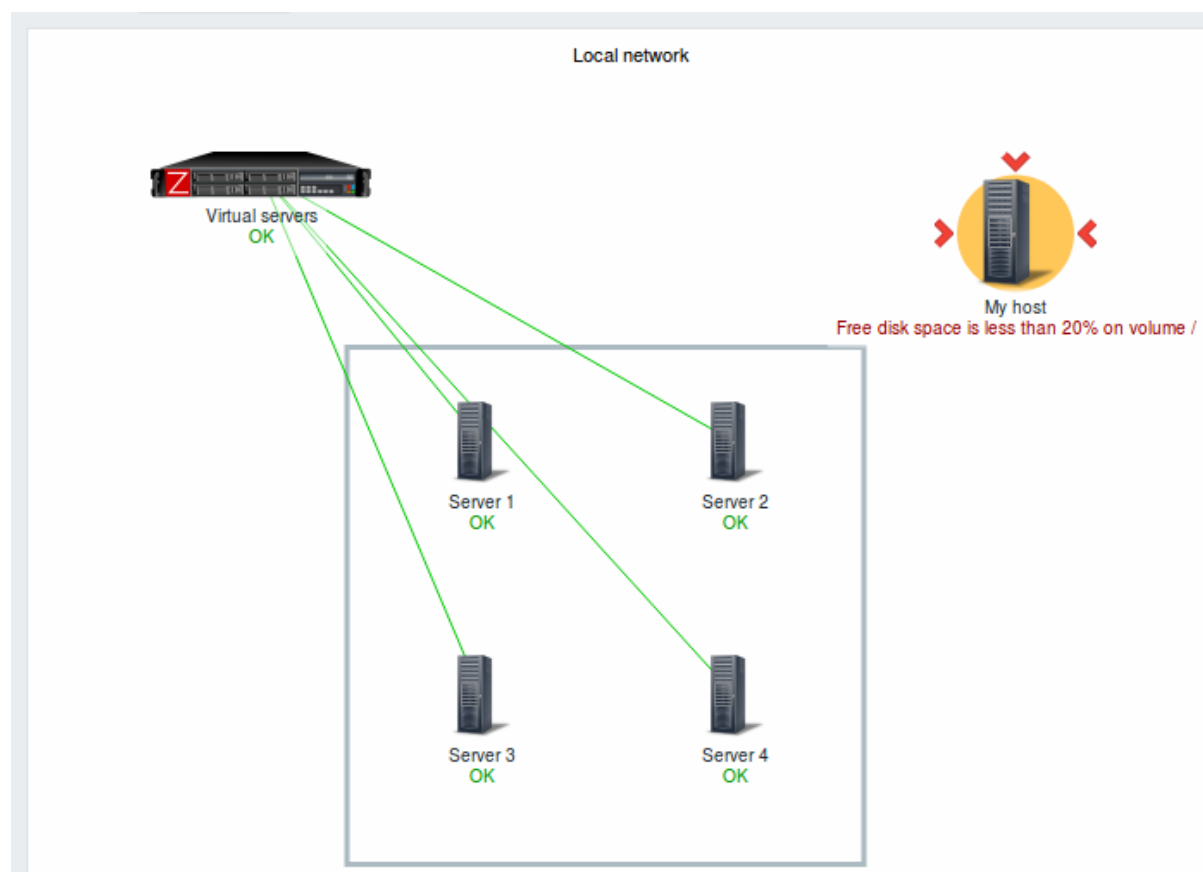 Local network
Z
Virtual servers
OK
My host
Free disk space is less than 20% on volume /
Server 1
OK
Server 2
OK
Server 3
OK
Server 4
OK